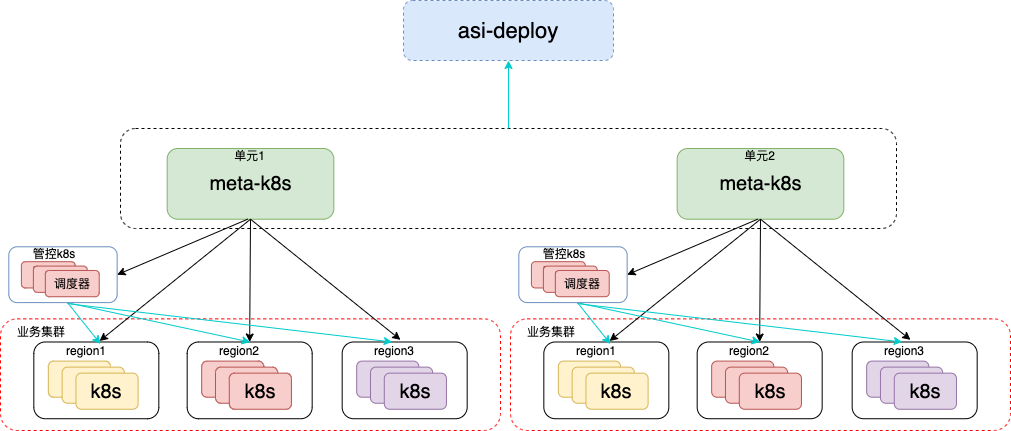 asi-deploy
单元1
meta-k8s
单元2
meta-k8s
管控k8s
调度器
管控k8s
调度器
业务集群
region1
k8s
region2
k8s
region3
k8s
业务集群
region1
k8s
region2
k8s
region3
k8s